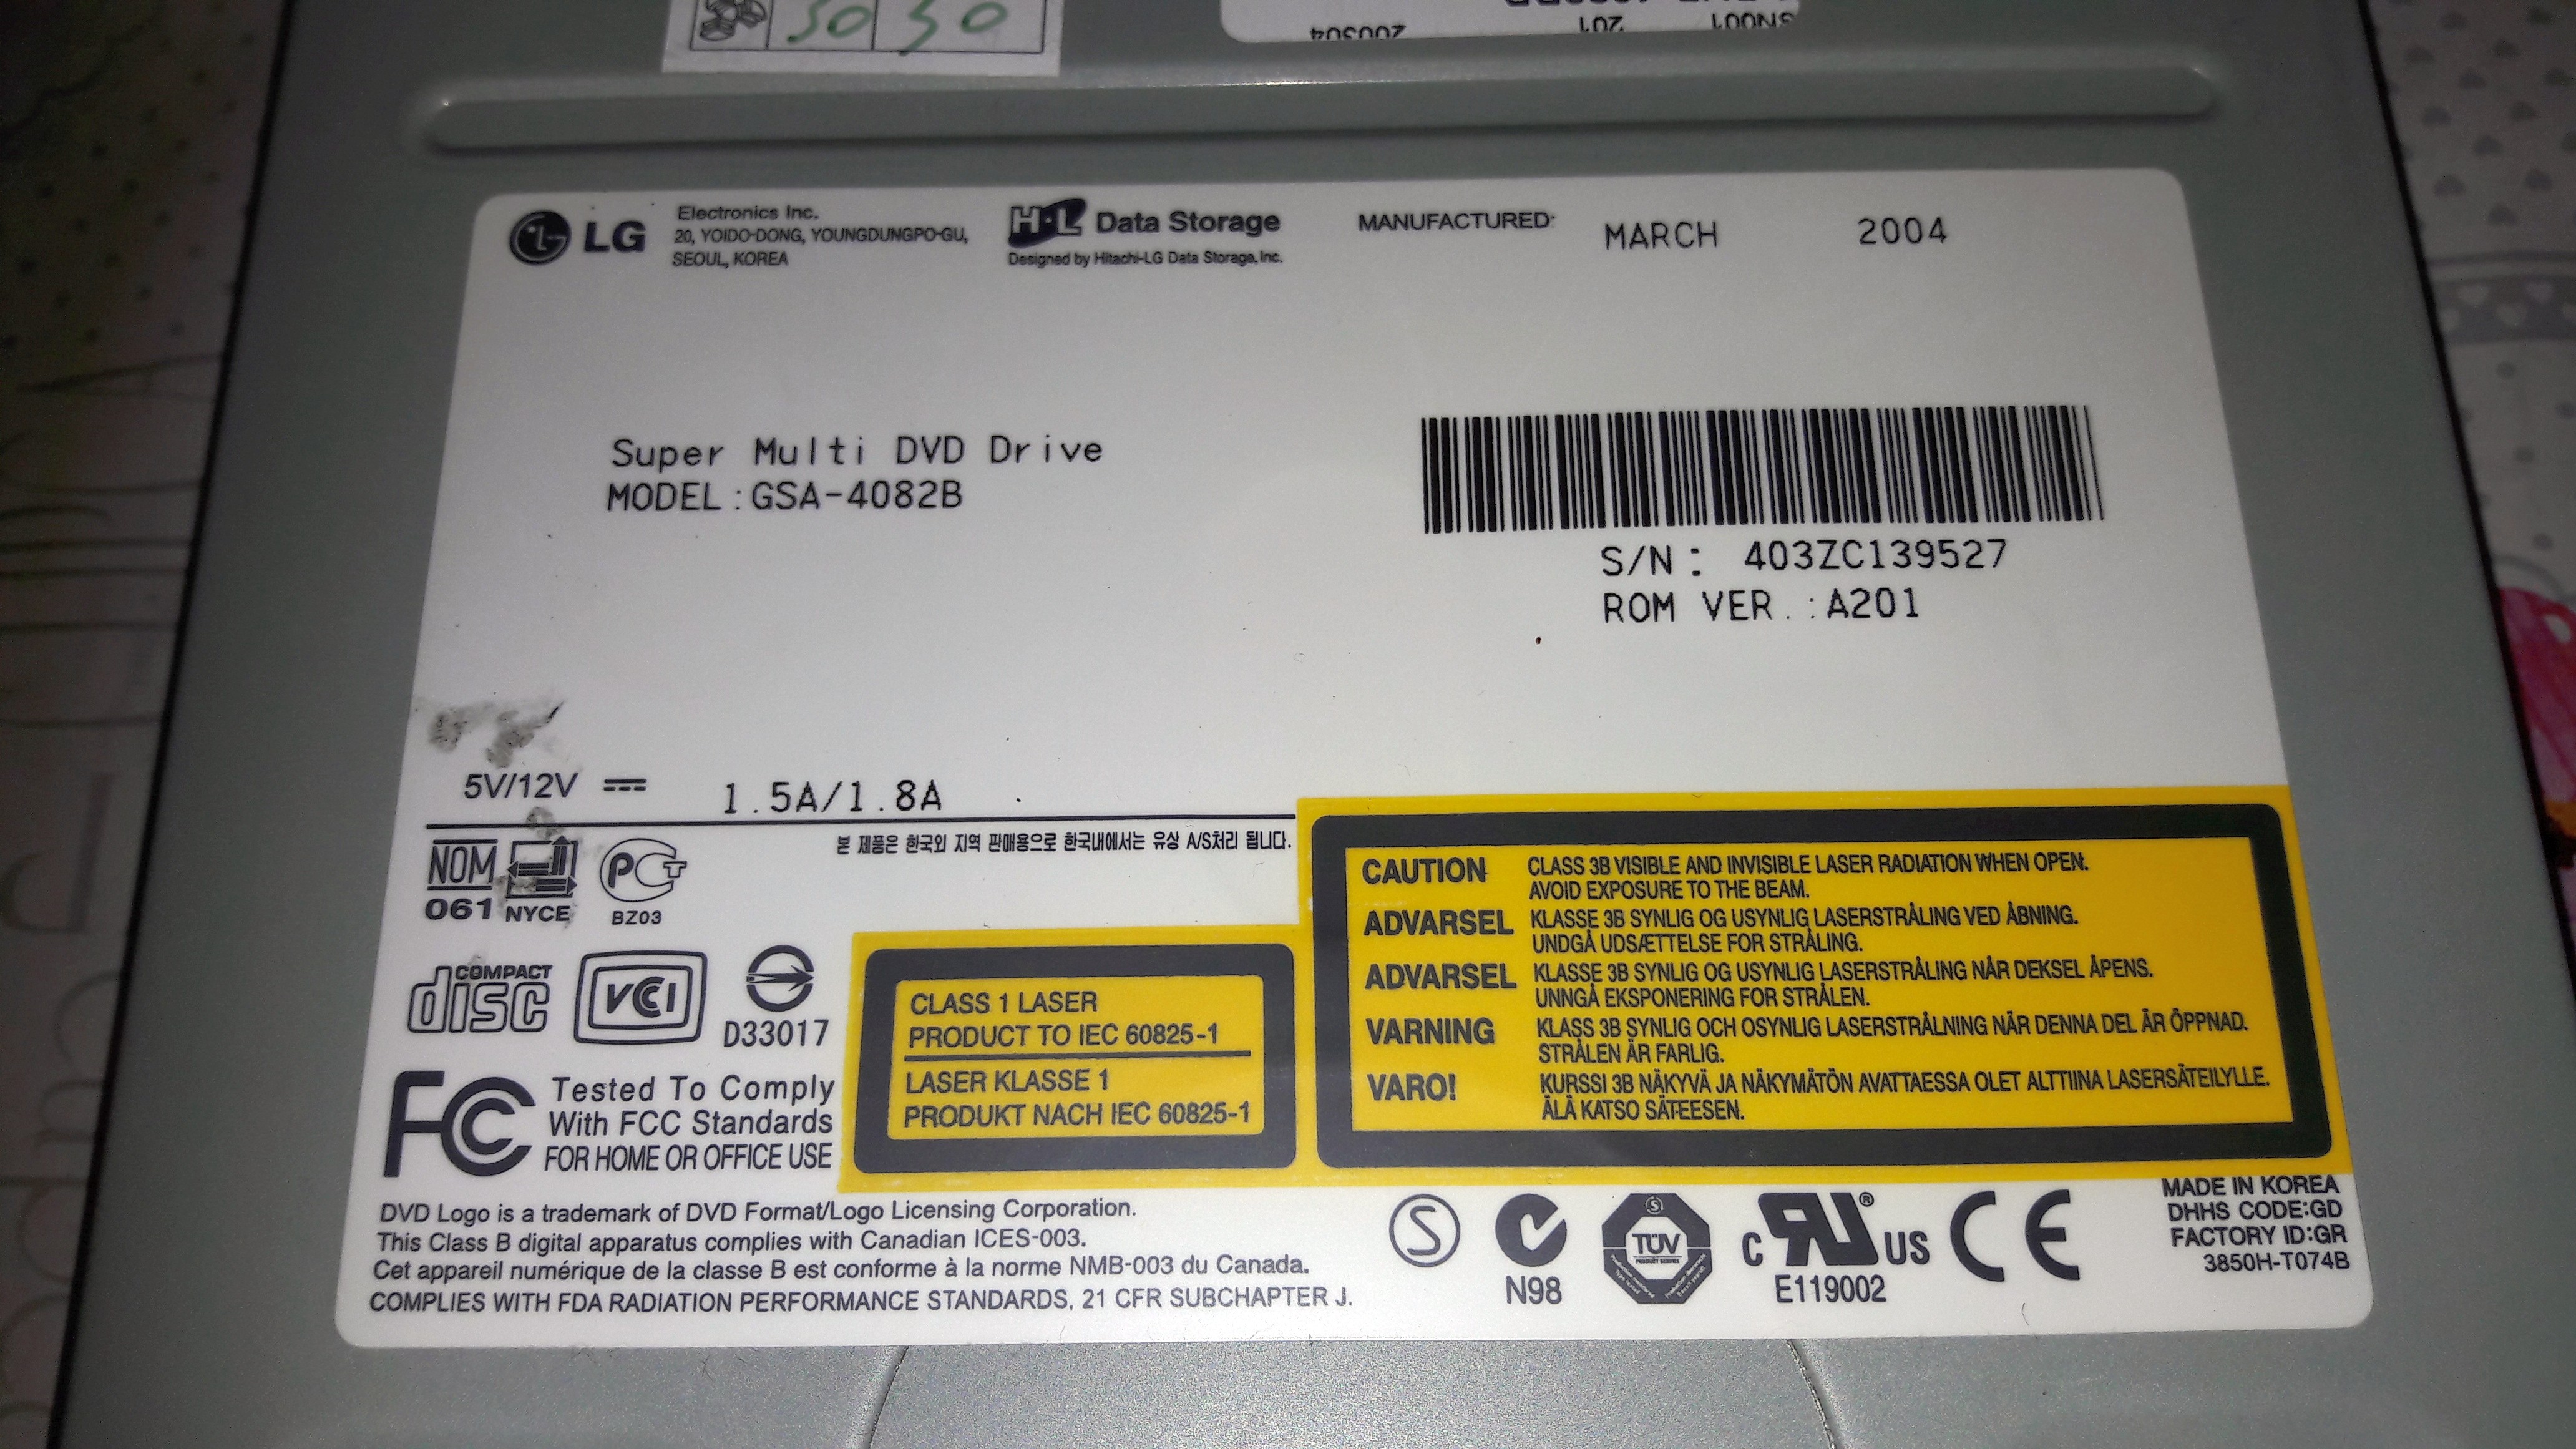 50 50
LG
Electronics Inc.
20, YOIDO-DONG, YOUNGDUNGPO-GU,
SEOUL, KOREA
H·L Data Storage
Designed by Hitachi-LG Data Storage, Inc.
MANUFACTURED: MARCH 2004
Super Multi DVD Drive
MODEL:GSA-4082B
S/N: 403ZC139527
ROM VER.:A201
5V/12V 1.5A/1.8A
본 제품은 한국외 지역 판매용으로 한국내에서는 유상 A/S처리 됩니다.
NOM
061 NYCE
PCT
BZ03
COMPACT
disc
VCI
D33017
FC Tested To Comply
With FCC Standards
FOR HOME OR OFFICE USE
CLASS 1 LASER
PRODUCT TO IEC 60825-1
LASER KLASSE 1
PRODUKT NACH IEC 60825-1
CAUTION CLASS 3B VISIBLE AND INVISIBLE LASER RADIATION WHEN OPEN.
AVOID EXPOSURE TO THE BEAM.
ADVARSEL KLASSE 3B SYNLIG OG USYNLIG LASERSTRÅLING VED ÅBNING.
UNDGÅ UDSÆTTELSE FOR STRÅLING.
ADVARSEL KLASSE 3B SYNLIG OG USYNLIG LASERSTRÅLING NÅR DEKSEL ÅPENS.
UNNGÅ EKSPONERING FOR STRÅLEN.
VARNING KLASS 3B SYNLIG OCH OSYNLIG LASERSTRÅLNING NÄR DENNA DEL ÄR ÖPPNAD.
STRÅLEN ÄR FARLIG.
VARO! KURSSI 3B NÄKYVÄ JA NÄKYMÄTÖN AVATTAESSA OLET ALTTIINA LASERSÄTEILYLLE.
ÄLÄ KATSO SÄTEESEN.
DVD Logo is a trademark of DVD Format/Logo Licensing Corporation.
This Class B digital apparatus complies with Canadian ICES-003.
Cet appareil numérique de la classe B est conforme à la norme NMB-003 du Canada.
COMPLIES WITH FDA RADIATION PERFORMANCE STANDARDS, 21 CFR SUBCHAPTER J.
S
N98
TÜV
PRODUCT SERVICE
C RU® US
E119002
CE
MADE IN KOREA
DHHS CODE:GD
FACTORY ID:GR
3850H-T074B